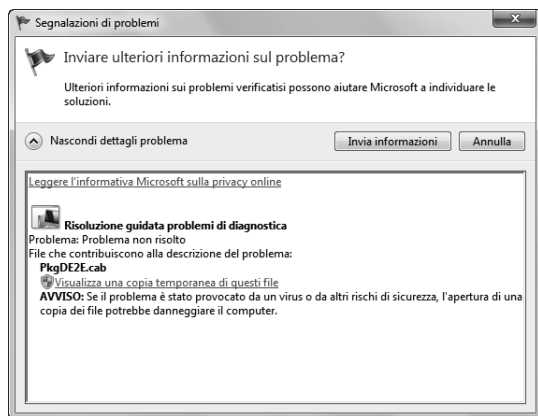 Segnalazioni di problemi
Inviare ulteriori informazioni sul problema?
Ulteriori informazioni sui problemi verificatisi possono aiutare Microsoft a individuare le
soluzioni.
Nascondi dettagli problema
Invia informazioni
Annulla
Leggere l'informativa Microsoft sulla privacy online
Risoluzione guidata problemi di diagnostica
Problema: Problema non risolto
File che contribuiscono alla descrizione del problema:
PkgDE2E.cab
Visualizza una copia temporanea di questi file
AVVISO: Se il problema è stato provocato da un virus o da altri rischi di sicurezza, l'apertura di una
copia dei file potrebbe danneggiare il computer.